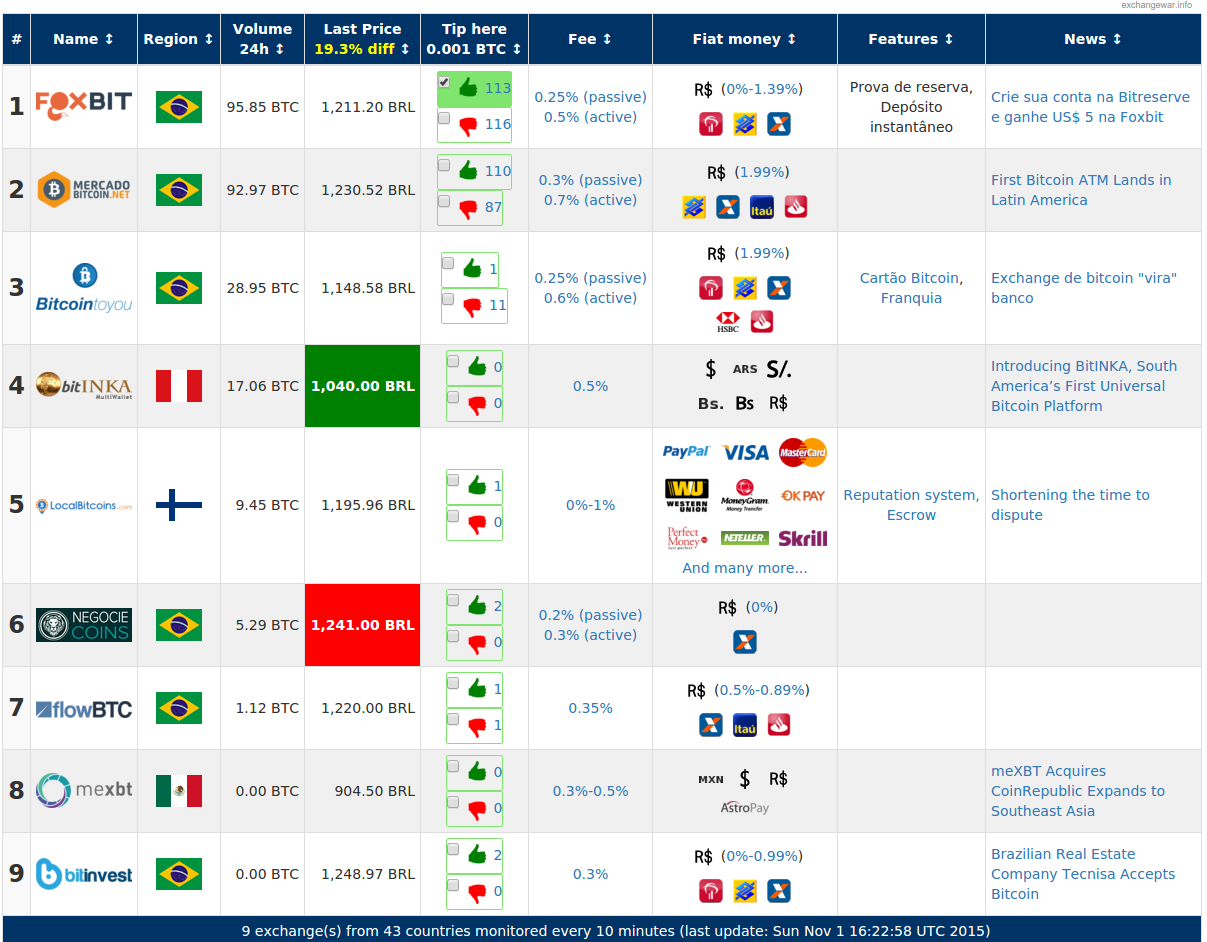 exchangewar.info
# Name ↕ Region ↕ Volume 24h ↕ Last Price 19.3% diff ↕ Tip here 0.001 BTC ↕ Fee ↕ Fiat money ↕ Features ↕ News ↕
1
FOXBIT
95.85 BTC
1,211.20 BRL
113
116
0.25% (passive)
0.5% (active)
R$ (0%-1.39%)
Prova de reserva,
Depósito
instantâneo
Crie sua conta na Bitreserve
e ganhe US$ 5 na Foxbit
2
MERCADO
BITCOIN.NET
92.97 BTC
1,230.52 BRL
110
87
0.3% (passive)
0.7% (active)
R$ (1.99%)
Itaú
First Bitcoin ATM Lands in
Latin America
3
Bitcointoyou
28.95 BTC
1,148.58 BRL
1
11
0.25% (passive)
0.6% (active)
R$ (1.99%)
HSBC
Cartão Bitcoin,
Franquia
Exchange de bitcoin "vira"
banco
4
bitINKA
MultiWallet
17.06 BTC
1,040.00 BRL
0
0
0.5%
$ ARS S/.
Bs. Bs R$
Introducing BitINKA, South
America’s First Universal
Bitcoin Platform
5
LocalBitcoins.com
9.45 BTC
1,195.96 BRL
1
0
0%-1%
PayPal VISA MasterCard
WU WESTERN UNION MoneyGram Money Transfer OKPAY
Perfect Money NETELLER Skrill
And many more...
Reputation system,
Escrow
Shortening the time to
dispute
6
NEGOCIE
COINS
5.29 BTC
1,241.00 BRL
2
0
0.2% (passive)
0.3% (active)
R$ (0%)
7
flowBTC
1.12 BTC
1,220.00 BRL
1
1
0.35%
R$ (0.5%-0.89%)
Itaú
8
mexbt
0.00 BTC
904.50 BRL
0
0
0.3%-0.5%
MXN $ R$
AstroPay
meXBT Acquires
CoinRepublic Expands to
Southeast Asia
9
bitinvest
0.00 BTC
1,248.97 BRL
2
0
0.3%
R$ (0%-0.99%)
Brazilian Real Estate
Company Tecnisa Accepts
Bitcoin
9 exchange(s) from 43 countries monitored every 10 minutes (last update: Sun Nov 1 16:22:58 UTC 2015)